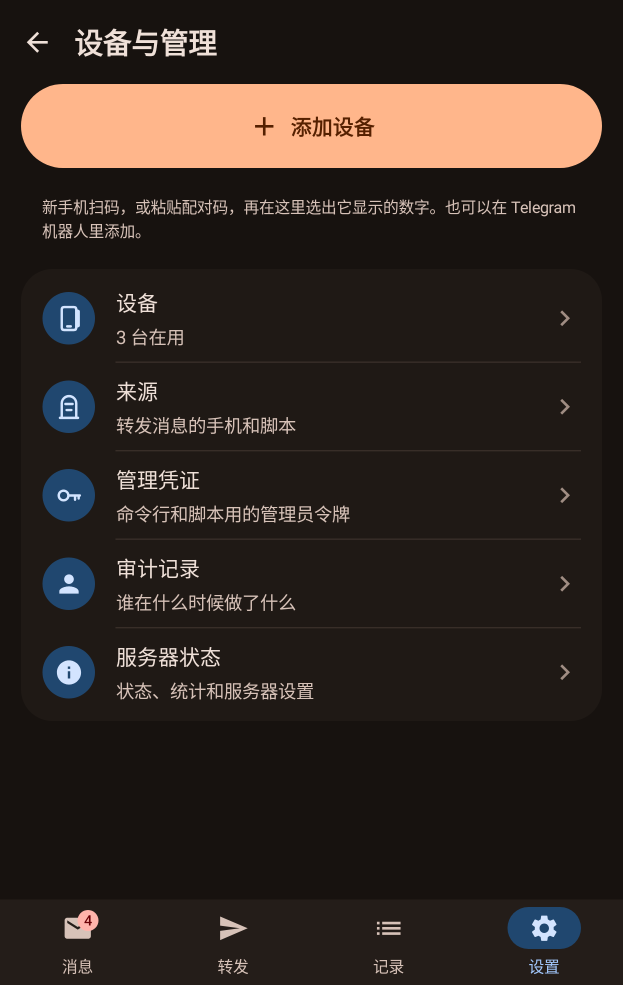 设备与管理
添加设备
新手机扫码，或粘贴配对码，再在这里选出它显示的数字。也可以在 Telegram
机器人里添加。
设备
3 台在用
来源
转发消息的手机和脚本
管理凭证
命令行和脚本用的管理员令牌
审计记录
谁在什么时候做了什么
服务器状态
状态、统计和服务器设置
4
消息
转发
记录
设置